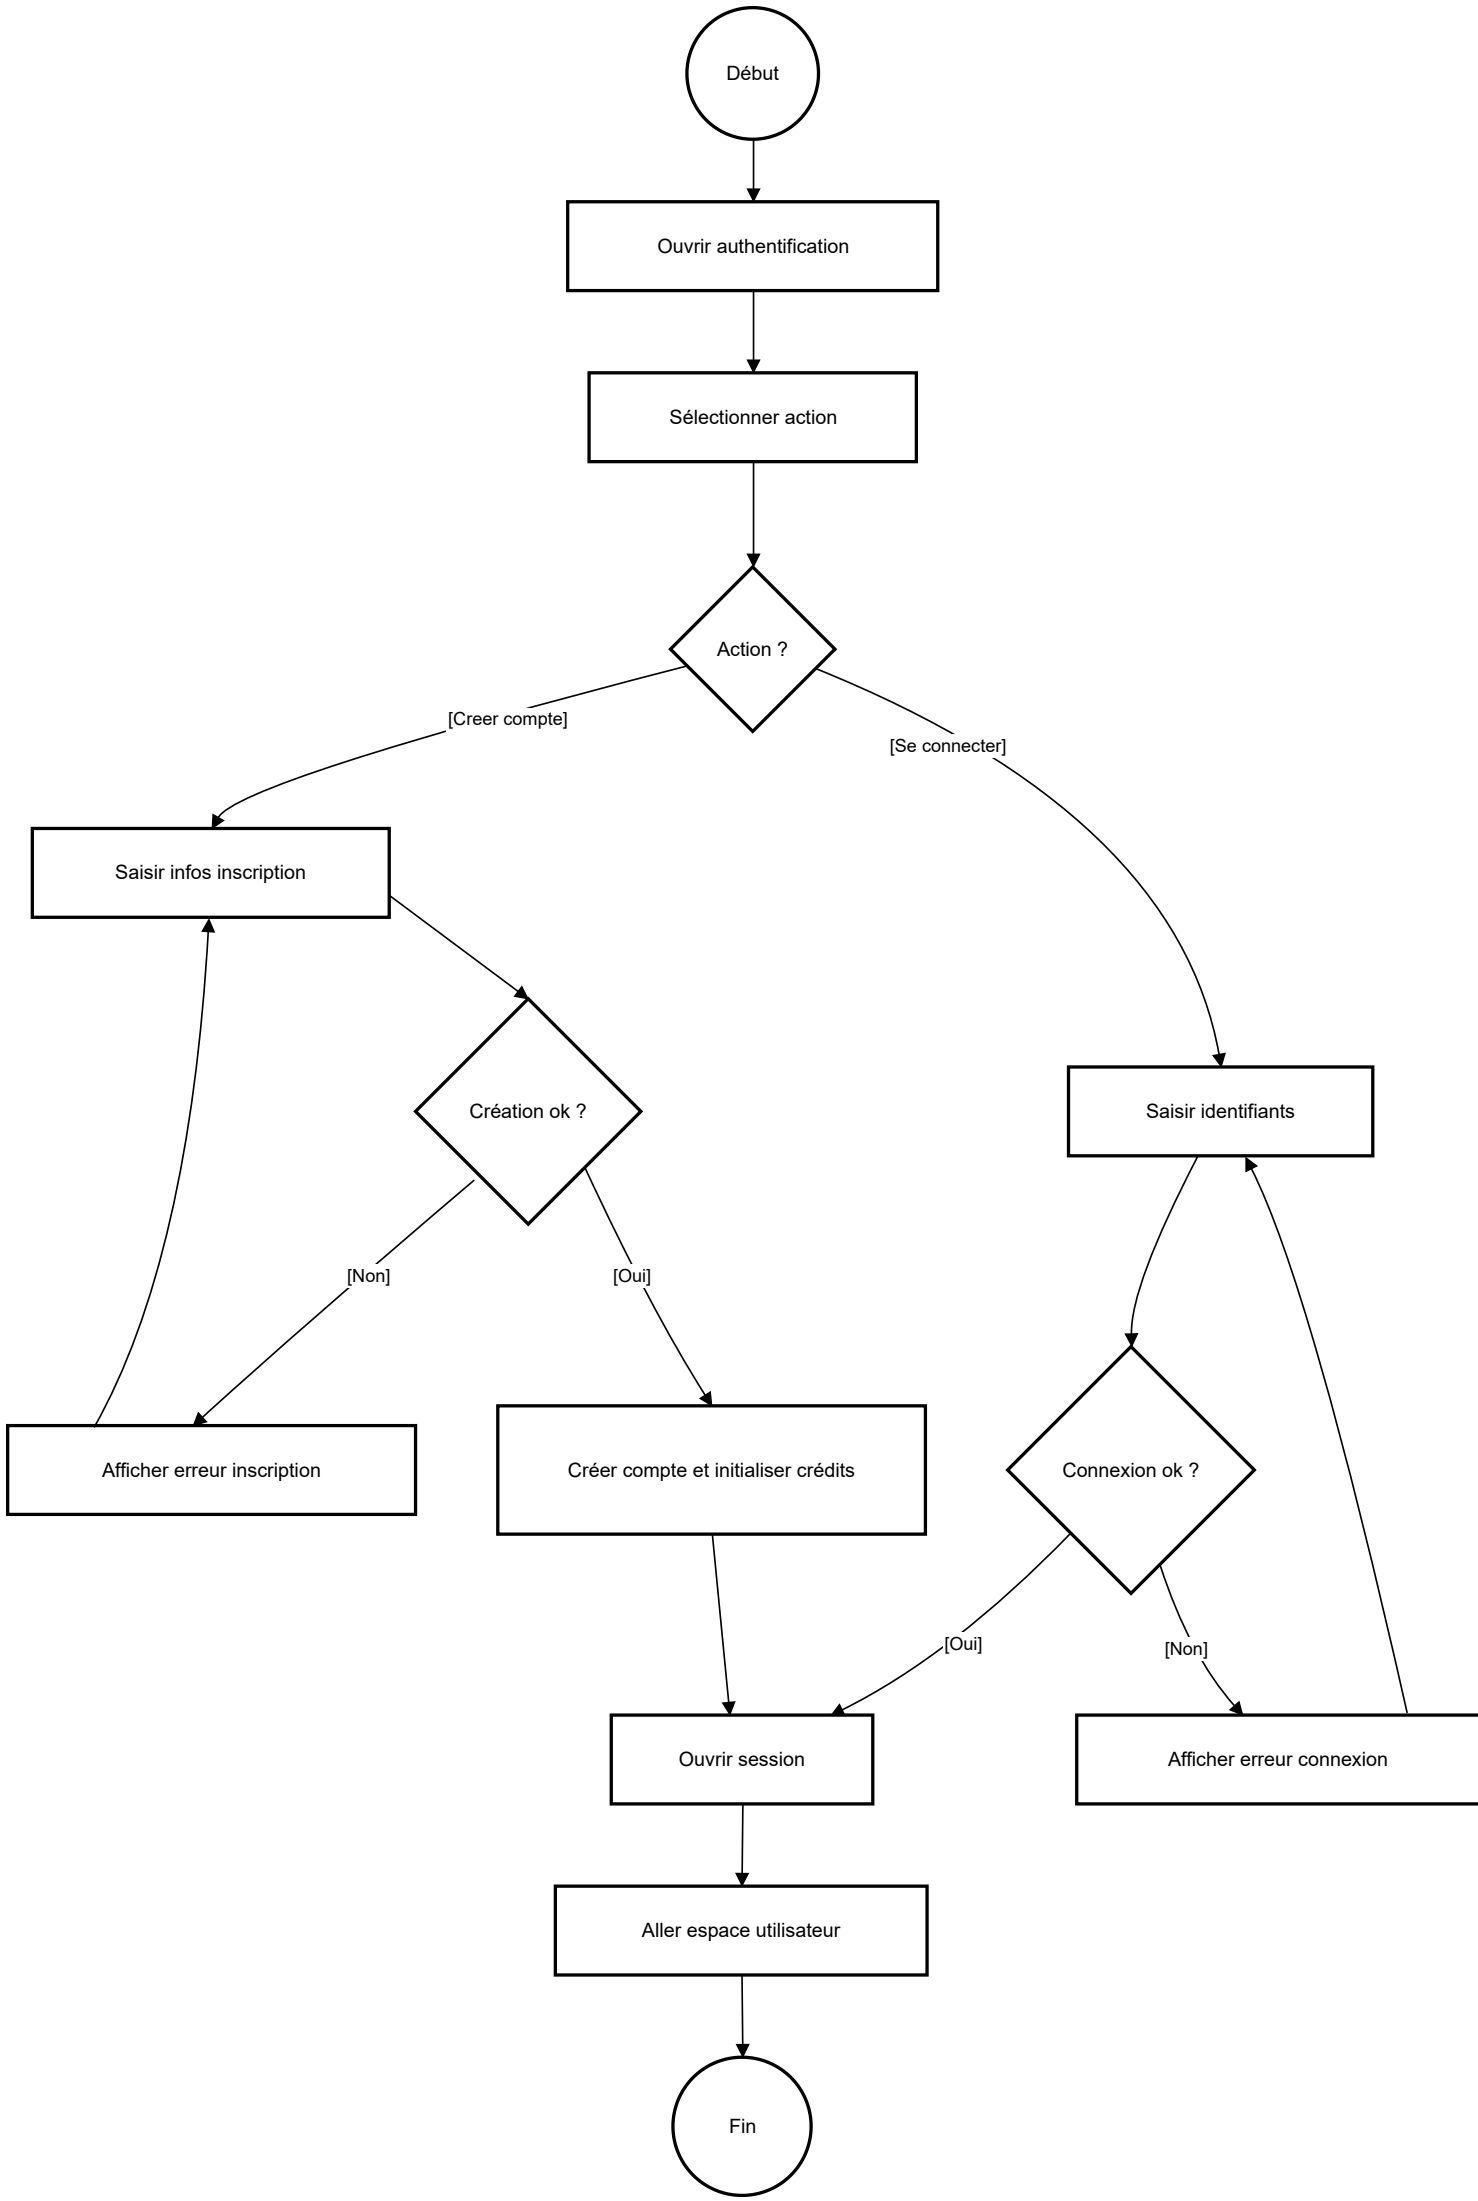 Début
Ouvrir authentification
Sélectionner action
Action ?
[Creer compte]
[Se connecter]
Saisir infos inscription
Création ok ?
Saisir identifiants
[Non]
[Oui]
Afficher erreur inscription
Créer compte et initialiser crédits
Connexion ok ?
[Oui]
[Non]
Ouvrir session
Afficher erreur connexion
Aller espace utilisateur
Fin